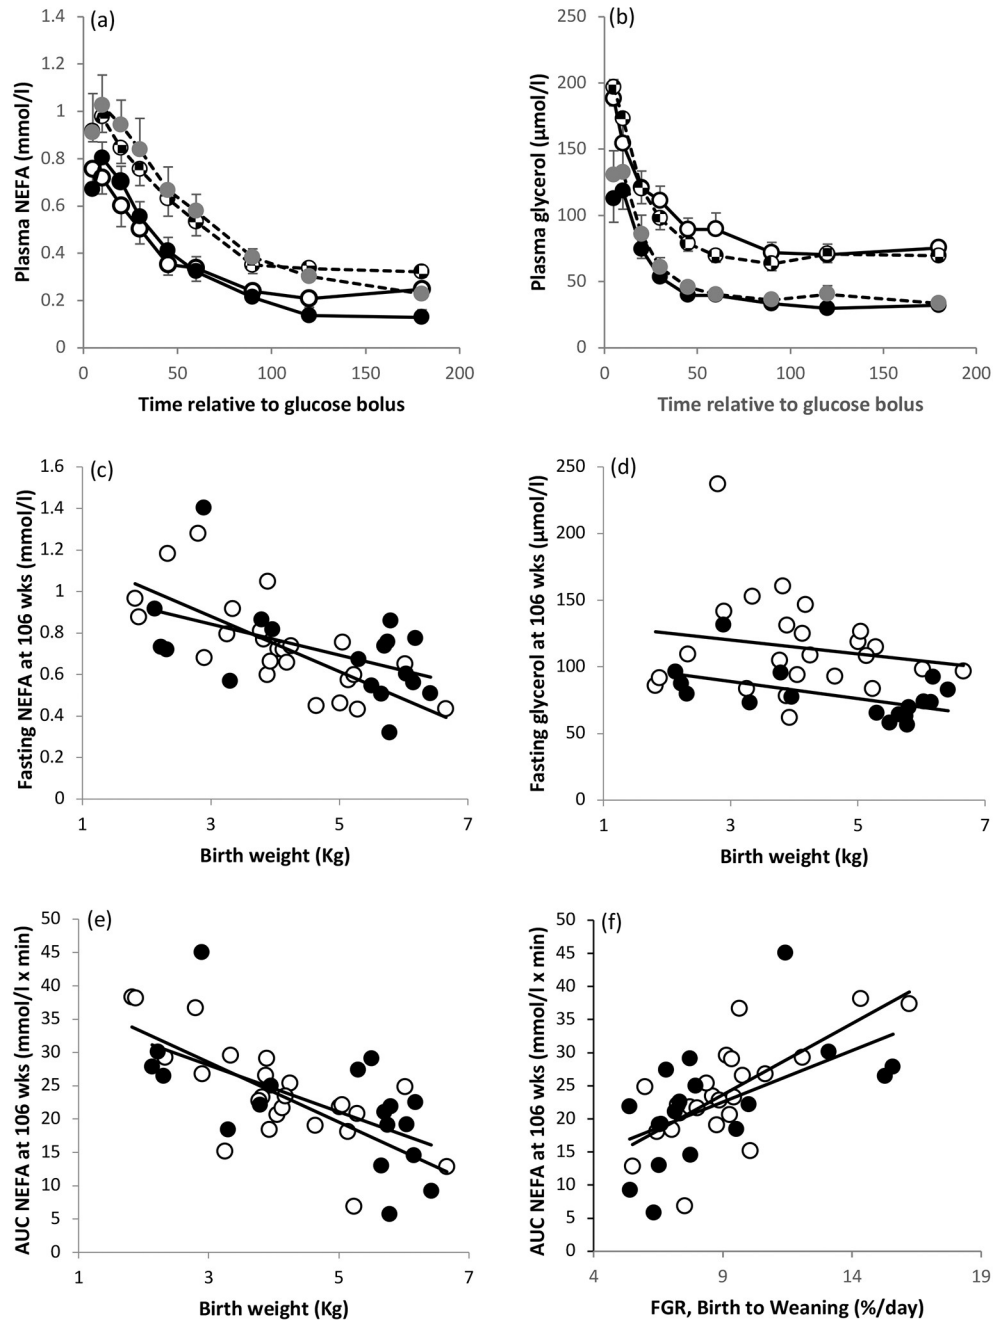 (a)
Plasma NEFA (mmol/l)
1.4
1.2
1
0.8
0.6
0.4
0.2
0
0 50 100 150 200
Time relative to glucose bolus
(b)
Plasma glycerol (µmol/l)
250
200
150
100
50
0
0 50 100 150 200
Time relative to glucose bolus
(c)
Fasting NEFA at 106 wks (mmol/l)
1.6
1.4
1.2
1
0.8
0.6
0.4
0.2
0
1 3 5 7
Birth weight (Kg)
(d)
Fasting glycerol at 106 wks (µmol/l)
250
200
150
100
50
0
1 3 5 7
Birth weight (kg)
(e)
AUC NEFA at 106 wks (mmol/l x min)
50
45
40
35
30
25
20
15
10
5
0
1 3 5 7
Birth weight (Kg)
(f)
AUC NEFA at 106 wks (mmol/l x min)
50
45
40
35
30
25
20
15
10
5
0
4 9 14 19
FGR, Birth to Weaning (%/day)